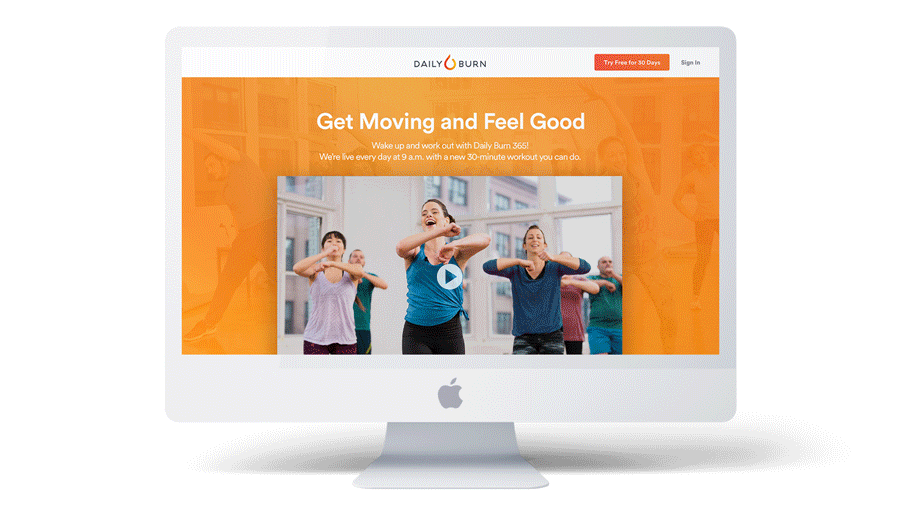 DAILY BURN
Try Free for 30 Days
Sign In
Get Moving and Feel Good
Wake up and work out with Daily Burn 365!
We're live every day at 9 a.m. with a new 30-minute workout you can do.